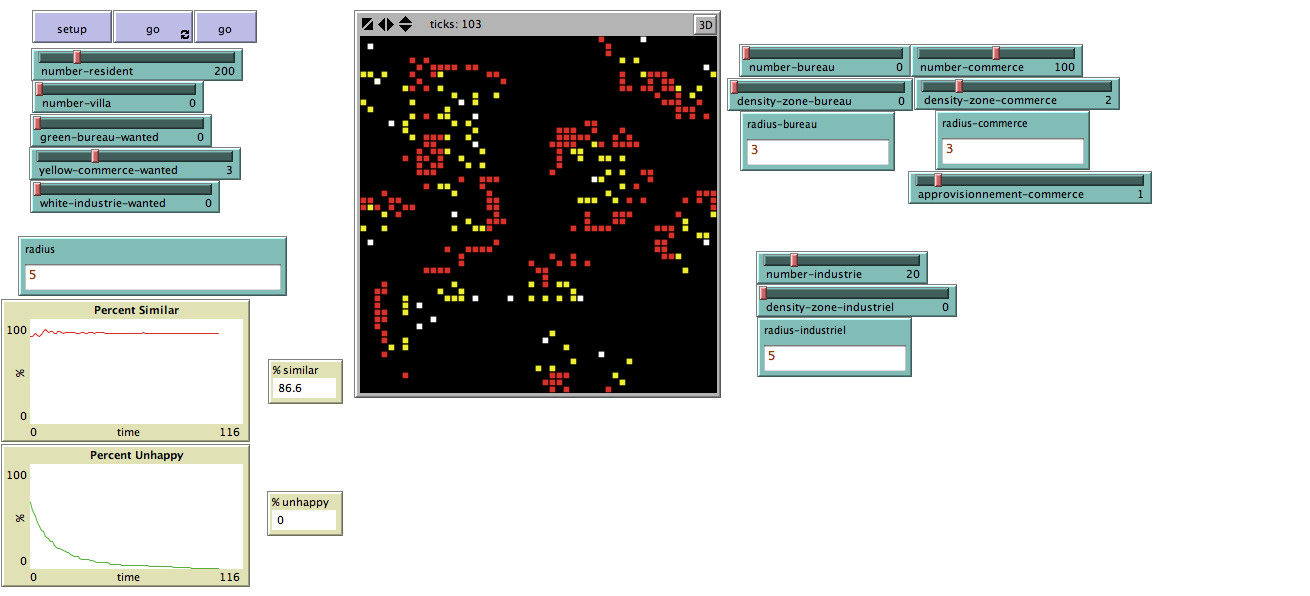 setup
go
go
number-resident 200
number-villa 0
green-bureau-wanted 0
yellow-commerce-wanted 3
white-industrie-wanted 0
radius
5
Percent Similar
100
%
0
0 time 116
% similar
86.6
Percent Unhappy
100
%
0
0 time 116
% unhappy
0
ticks: 103
3D
number-bureau 0
number-commerce 100
density-zone-bureau 0
density-zone-commerce 2
radius-bureau
3
radius-commerce
3
approvisionnement-commerce 1
number-industrie 20
density-zone-industriel 0
radius-industriel
5